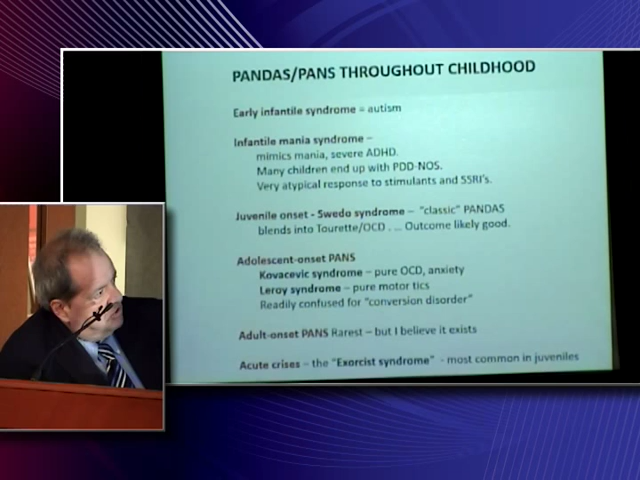 PANDAS/PANS THROUGHOUT CHILDHOOD
Early infantile syndrome = autism
Infantile mania syndrome –
mimics mania, severe ADHD.
Many children end up with PDD-NOS.
Very atypical response to stimulants and SSRI's.
Juvenile onset - Swedo syndrome – "classic" PANDAS
blends into Tourette/OCD . ... Outcome likely good.
Adolescent-onset PANS
Kovacevic syndrome – pure OCD, anxiety
Leroy syndrome – pure motor tics
Readily confused for "conversion disorder"
Adult-onset PANS Rarest – but I believe it exists
Acute crises – the "Exorcist syndrome" - most common in juveniles